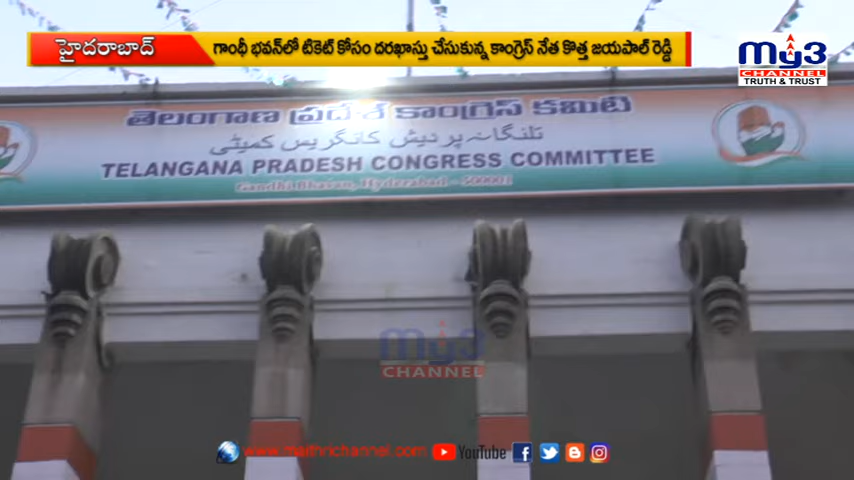 హైదరాబాద్
గాంధీ భవన్‌లో టికెట్ కోసం దరఖాస్తు చేసుకున్న కాంగ్రెస్ నేత కొత్త జయపాల్ రెడ్డి
my3
CHANNEL
TRUTH & TRUST
తెలంగాణ ప్రదేశ్ కాంగ్రెస్ కమిటి
تلنگانہ پردیش کانگریس کمیٹی
TELANGANA PRADESH CONGRESS COMMITTEE
Gandhi Bhavan, Hyderabad - 500001
my3
CHANNEL
www.maithrichannel.com YouTube